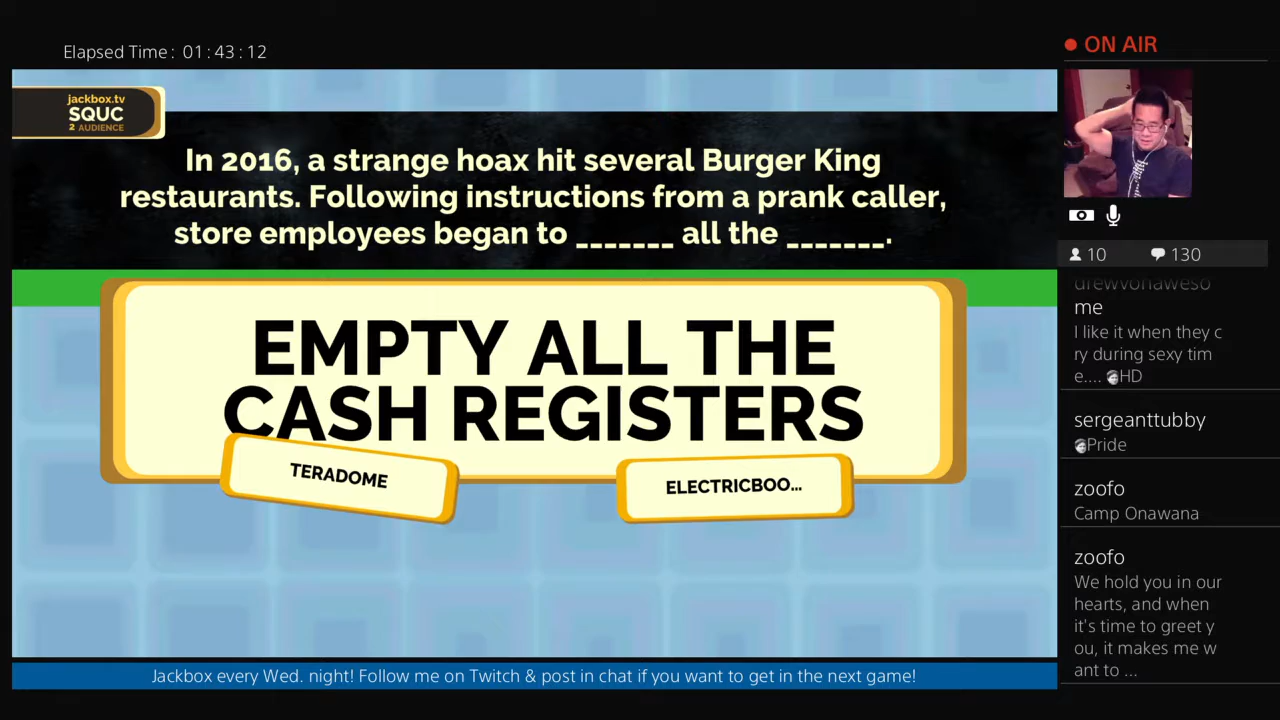 Elapsed Time: 01:43:12
ON AIR
jackbox.tv
SQUC
2 AUDIENCE
In 2016, a strange hoax hit several Burger King
restaurants. Following instructions from a prank caller,
store employees began to _______ all the _______.
EMPTY ALL THE
CASH REGISTERS
TERADOME
ELECTRICBOO...
10 130
drewvonaweso
me
I like it when they c
ry during sexy tim
e.... HD
sergeanttubby
Pride
zoofo
Camp Onawana
zoofo
We hold you in our
hearts, and when
it's time to greet y
ou, it makes me w
ant to ...
Jackbox every Wed. night! Follow me on Twitch & post in chat if you want to get in the next game!